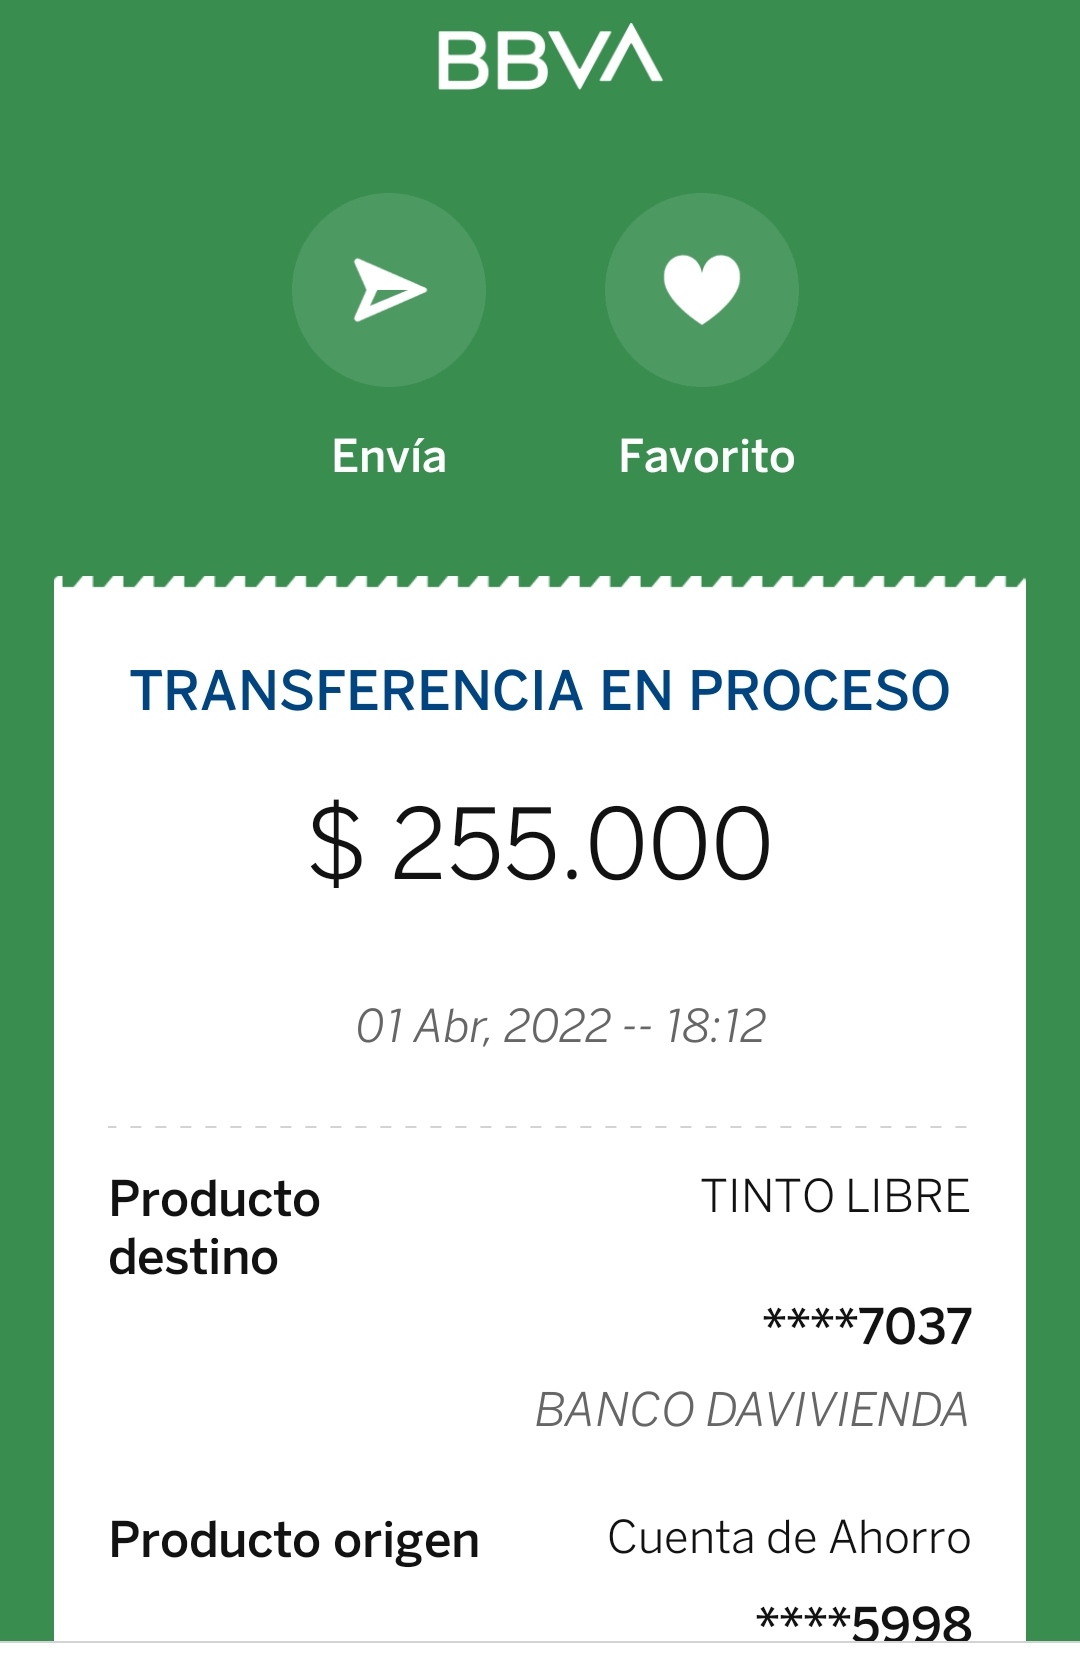 BBVA
Envía
Favorito
TRANSFERENCIA EN PROCESO
$ 255.000
01 Abr, 2022 -- 18:12
Producto destino
TINTO LIBRE
****7037
BANCO DAVIVIENDA
Producto origen
Cuenta de Ahorro
****5998